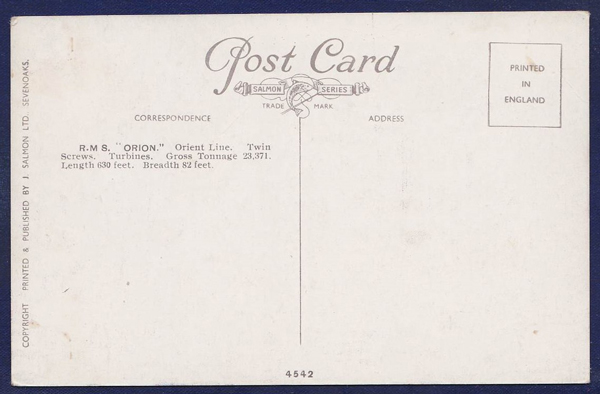 Post Card
SALMON SERIES
TRADE MARK
PRINTED
IN
ENGLAND
CORRESPONDENCE
ADDRESS
R.M S. "ORION." Orient Line. Twin
Screws. Turbines. Gross Tonnage 23,371.
Length 630 feet. Breadth 82 feet.
COPYRIGHT PRINTED & PUBLISHED BY J. SALMON LTD. SEVENOAKS.
4542